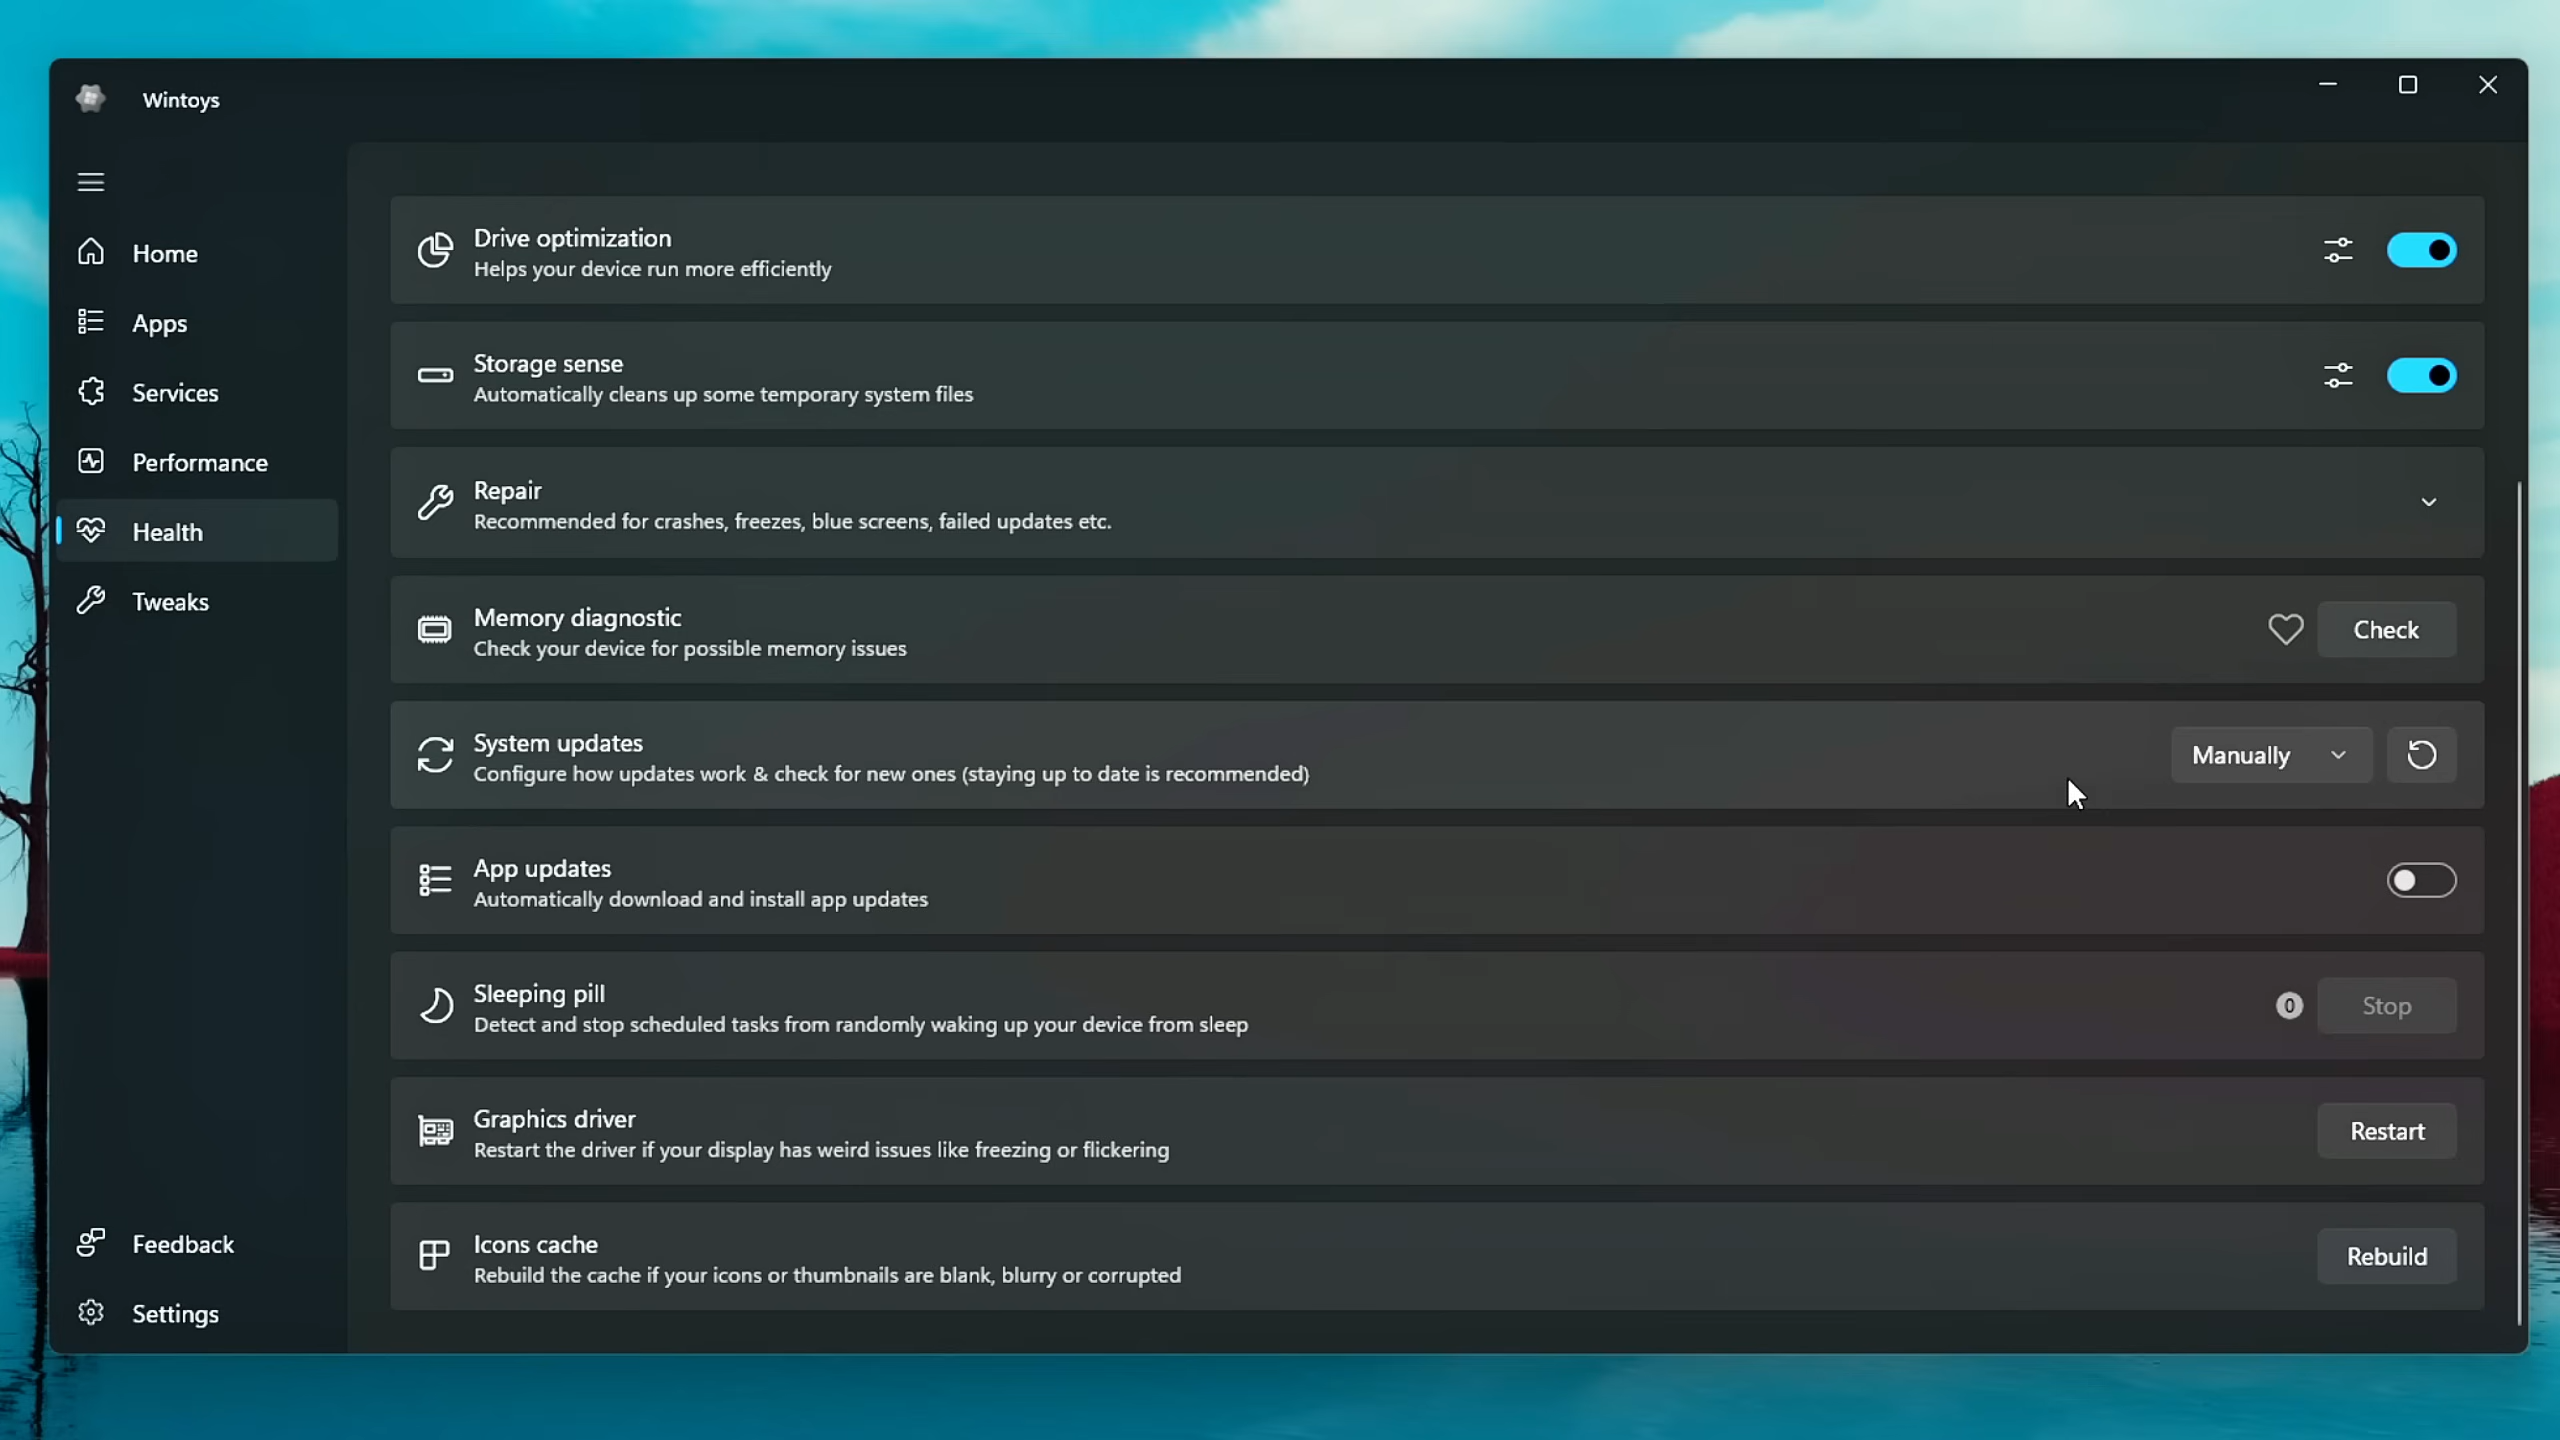 Wintoys
Home
Apps
Services
Performance
Health
Tweaks
Feedback
Settings
Drive optimization
Helps your device run more efficiently
Storage sense
Automatically cleans up some temporary system files
Repair
Recommended for crashes, freezes, blue screens, failed updates etc.
Memory diagnostic
Check your device for possible memory issues
Check
System updates
Configure how updates work & check for new ones (staying up to date is recommended)
Manually
App updates
Automatically download and install app updates
Sleeping pill
Detect and stop scheduled tasks from randomly waking up your device from sleep
0
Stop
Graphics driver
Restart the driver if your display has weird issues like freezing or flickering
Restart
Icons cache
Rebuild the cache if your icons or thumbnails are blank, blurry or corrupted
Rebuild